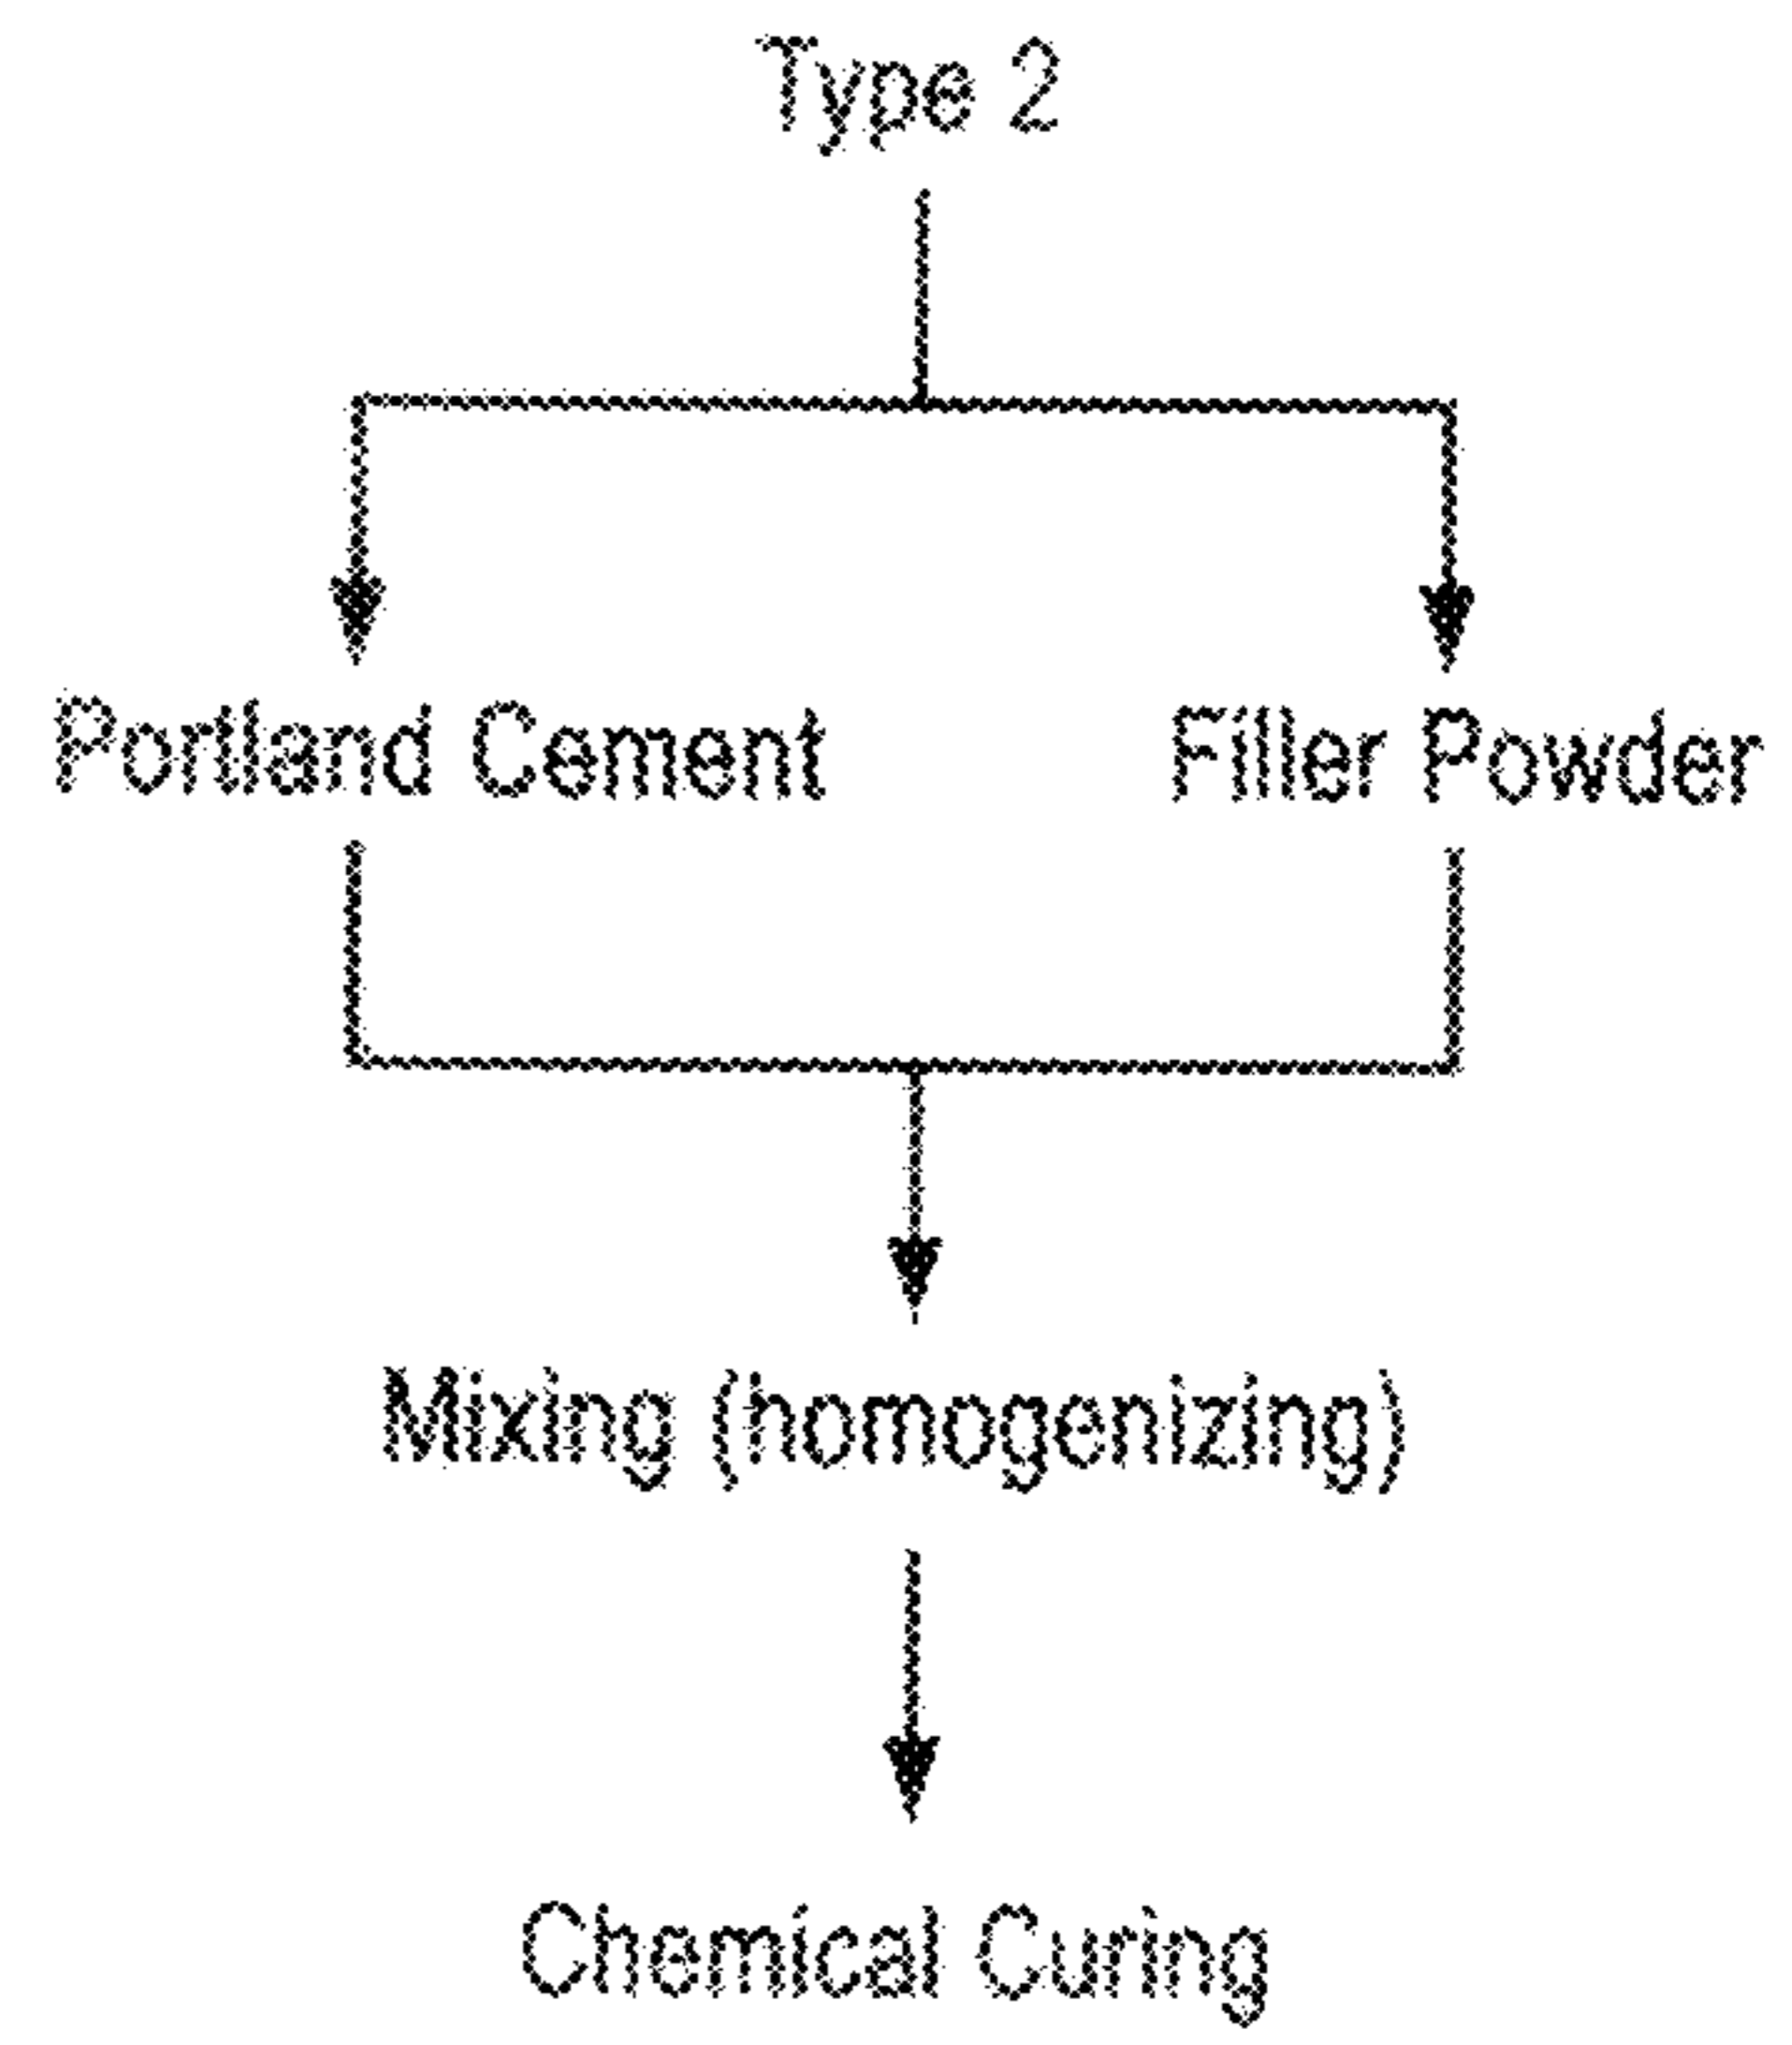 Type 2
Portland Cement
Filler Powder
Mixing (homogenizing)
Chemical Curing